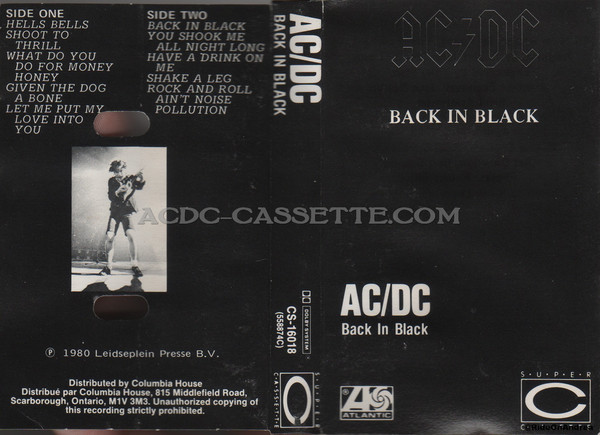 SIDE ONE
HELLS BELLS
SHOOT TO
THRILL
WHAT DO YOU
DO FOR MONEY
HONEY
GIVEN THE DOG
A BONE
LET ME PUT MY
LOVE INTO
YOU
SIDE TWO
BACK IN BLACK
YOU SHOOK ME
ALL NIGHT LONG
HAVE A DRINK ON
ME
SHAKE A LEG
ROCK AND ROLL
AIN'T NOISE
POLLUTION
Ⓟ 1980 Leidseplein Presse B.V.
Distributed by Columbia House
Distribué par Columbia House, 815 Middlefield Road,
Scarborough, Ontario, M1V 3M3. Unauthorized copying of
this recording strictly prohibited.
AC/DC
BACK IN BLACK
DOLBY SYSTEM
CS-16018
(558874C)
SUPER
C
CASSETTE
AC/DC
BACK IN BLACK
AC/DC
Back In Black
ATLANTIC
SUPER
C
ACDC-CASSETTE.COM